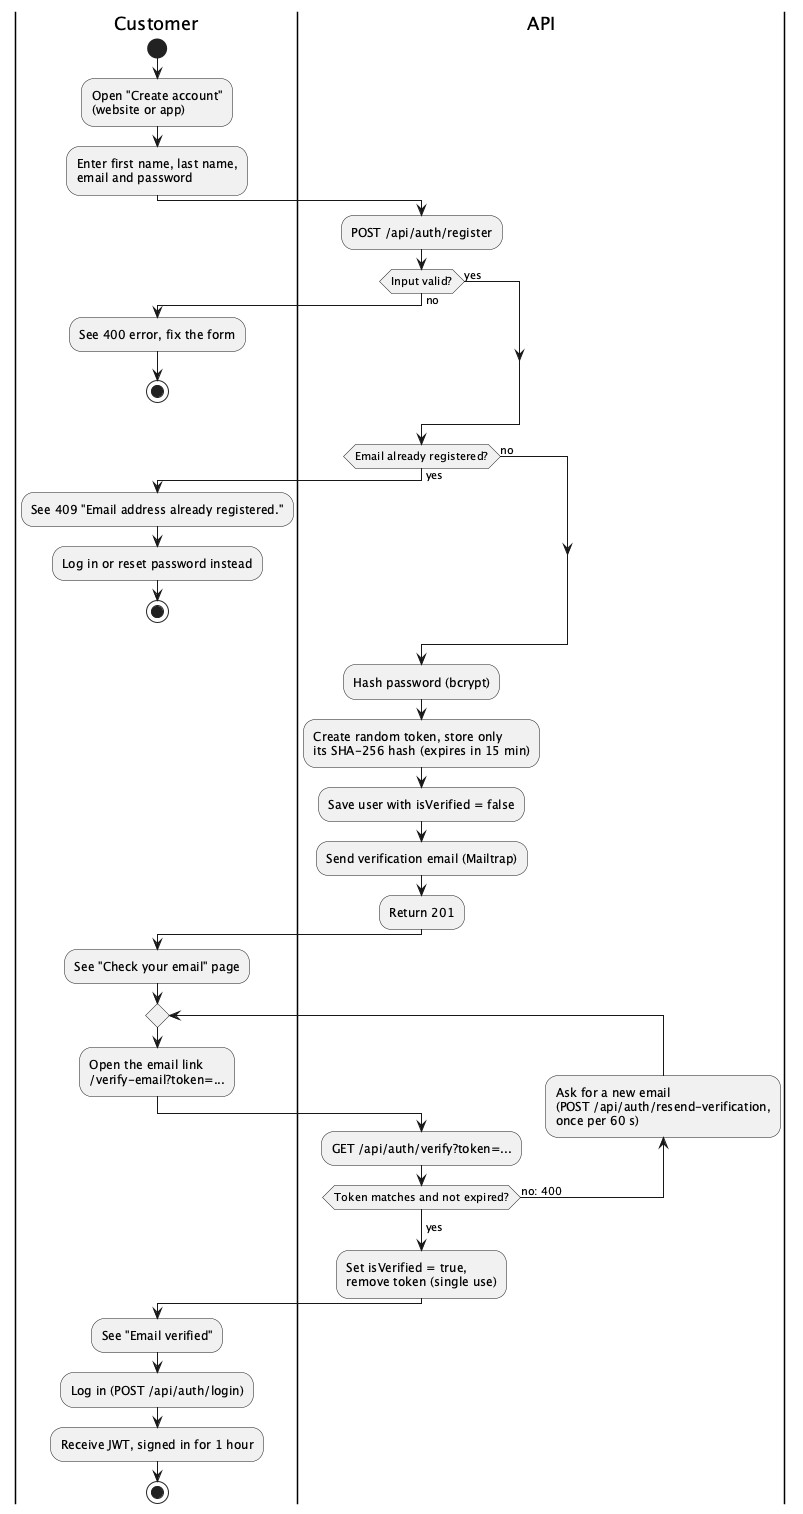 Customer
API
Open "Create account"
(website or app)
Enter first name, last name,
email and password
POST /api/auth/register
Input valid?
yes
no
See 400 error, fix the form
Email already registered?
no
yes
See 409 "Email address already registered."
Log in or reset password instead
Hash password (bcrypt)
Create random token, store only
its SHA-256 hash (expires in 15 min)
Save user with isVerified = false
Send verification email (Mailtrap)
Return 201
See "Check your email" page
Open the email link
/verify-email?token=...
Ask for a new email
(POST /api/auth/resend-verification,
once per 60 s)
GET /api/auth/verify?token=...
Token matches and not expired?
no: 400
yes
Set isVerified = true,
remove token (single use)
See "Email verified"
Log in (POST /api/auth/login)
Receive JWT, signed in for 1 hour